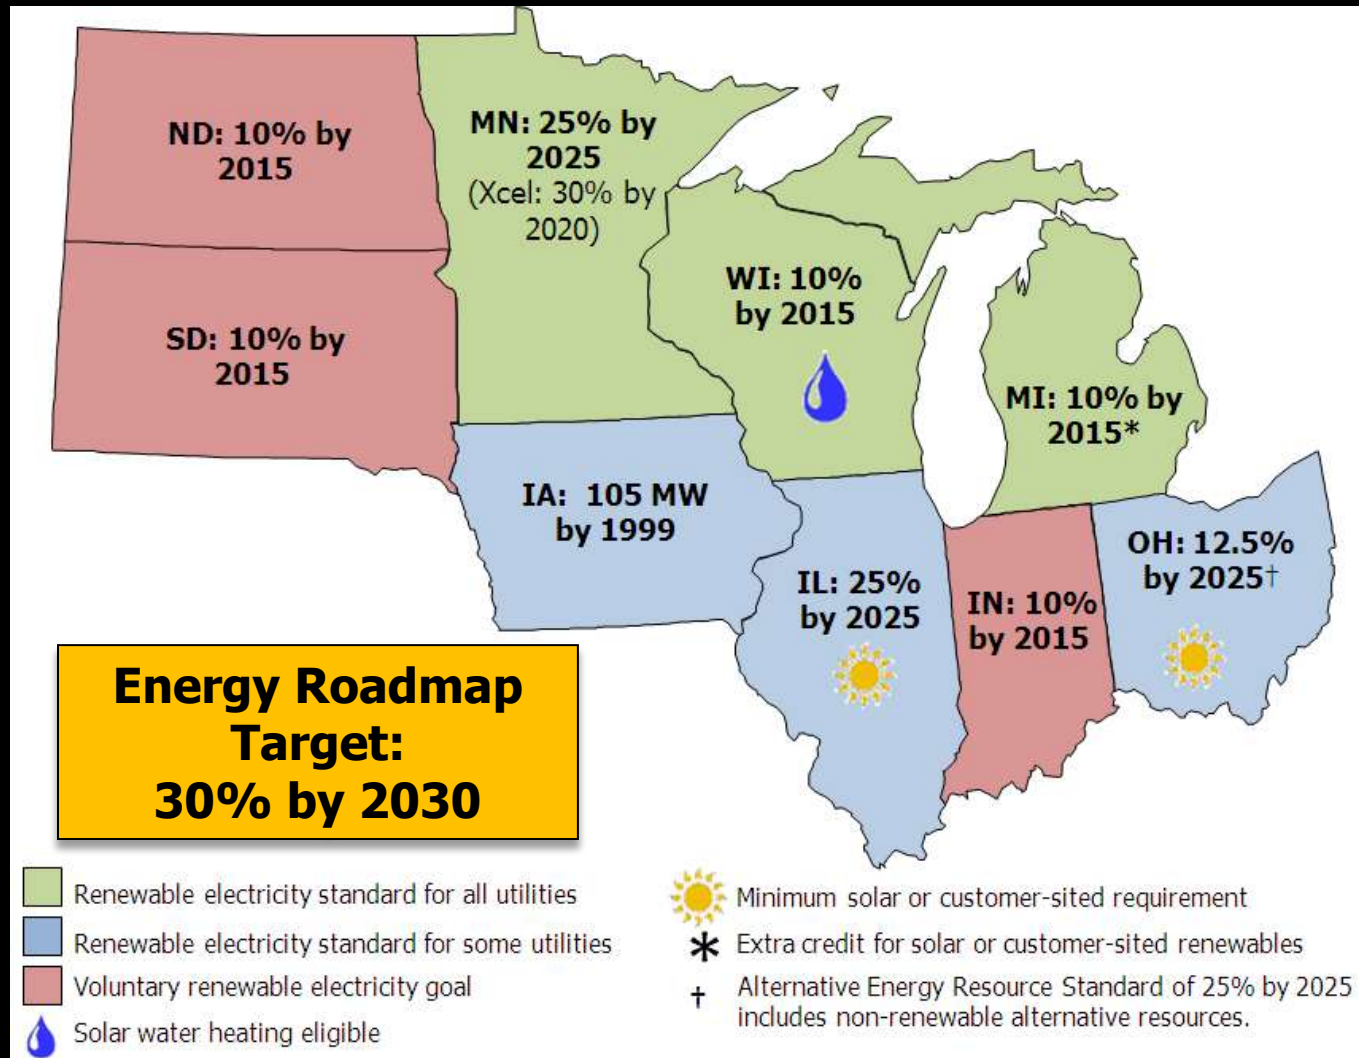 ND: 10% by
2015
MN: 25% by
2025
(Xcel: 30% by
2020)
WI: 10%
by 2015
SD: 10% by
2015
MI: 10% by
2015*
IA:  105 MW
by 1999
OH: 12.5%
by 2025†
IL: 25%
by 2025
IN: 10%
by 2015
Energy Roadmap
Target:
30% by 2030
Renewable electricity standard for all utilities
Renewable electricity standard for some utilities
Voluntary renewable electricity goal
Solar water heating eligible
Minimum solar or customer-sited requirement
* Extra credit for solar or customer-sited renewables
† Alternative Energy Resource Standard of 25% by 2025
includes non-renewable alternative resources.